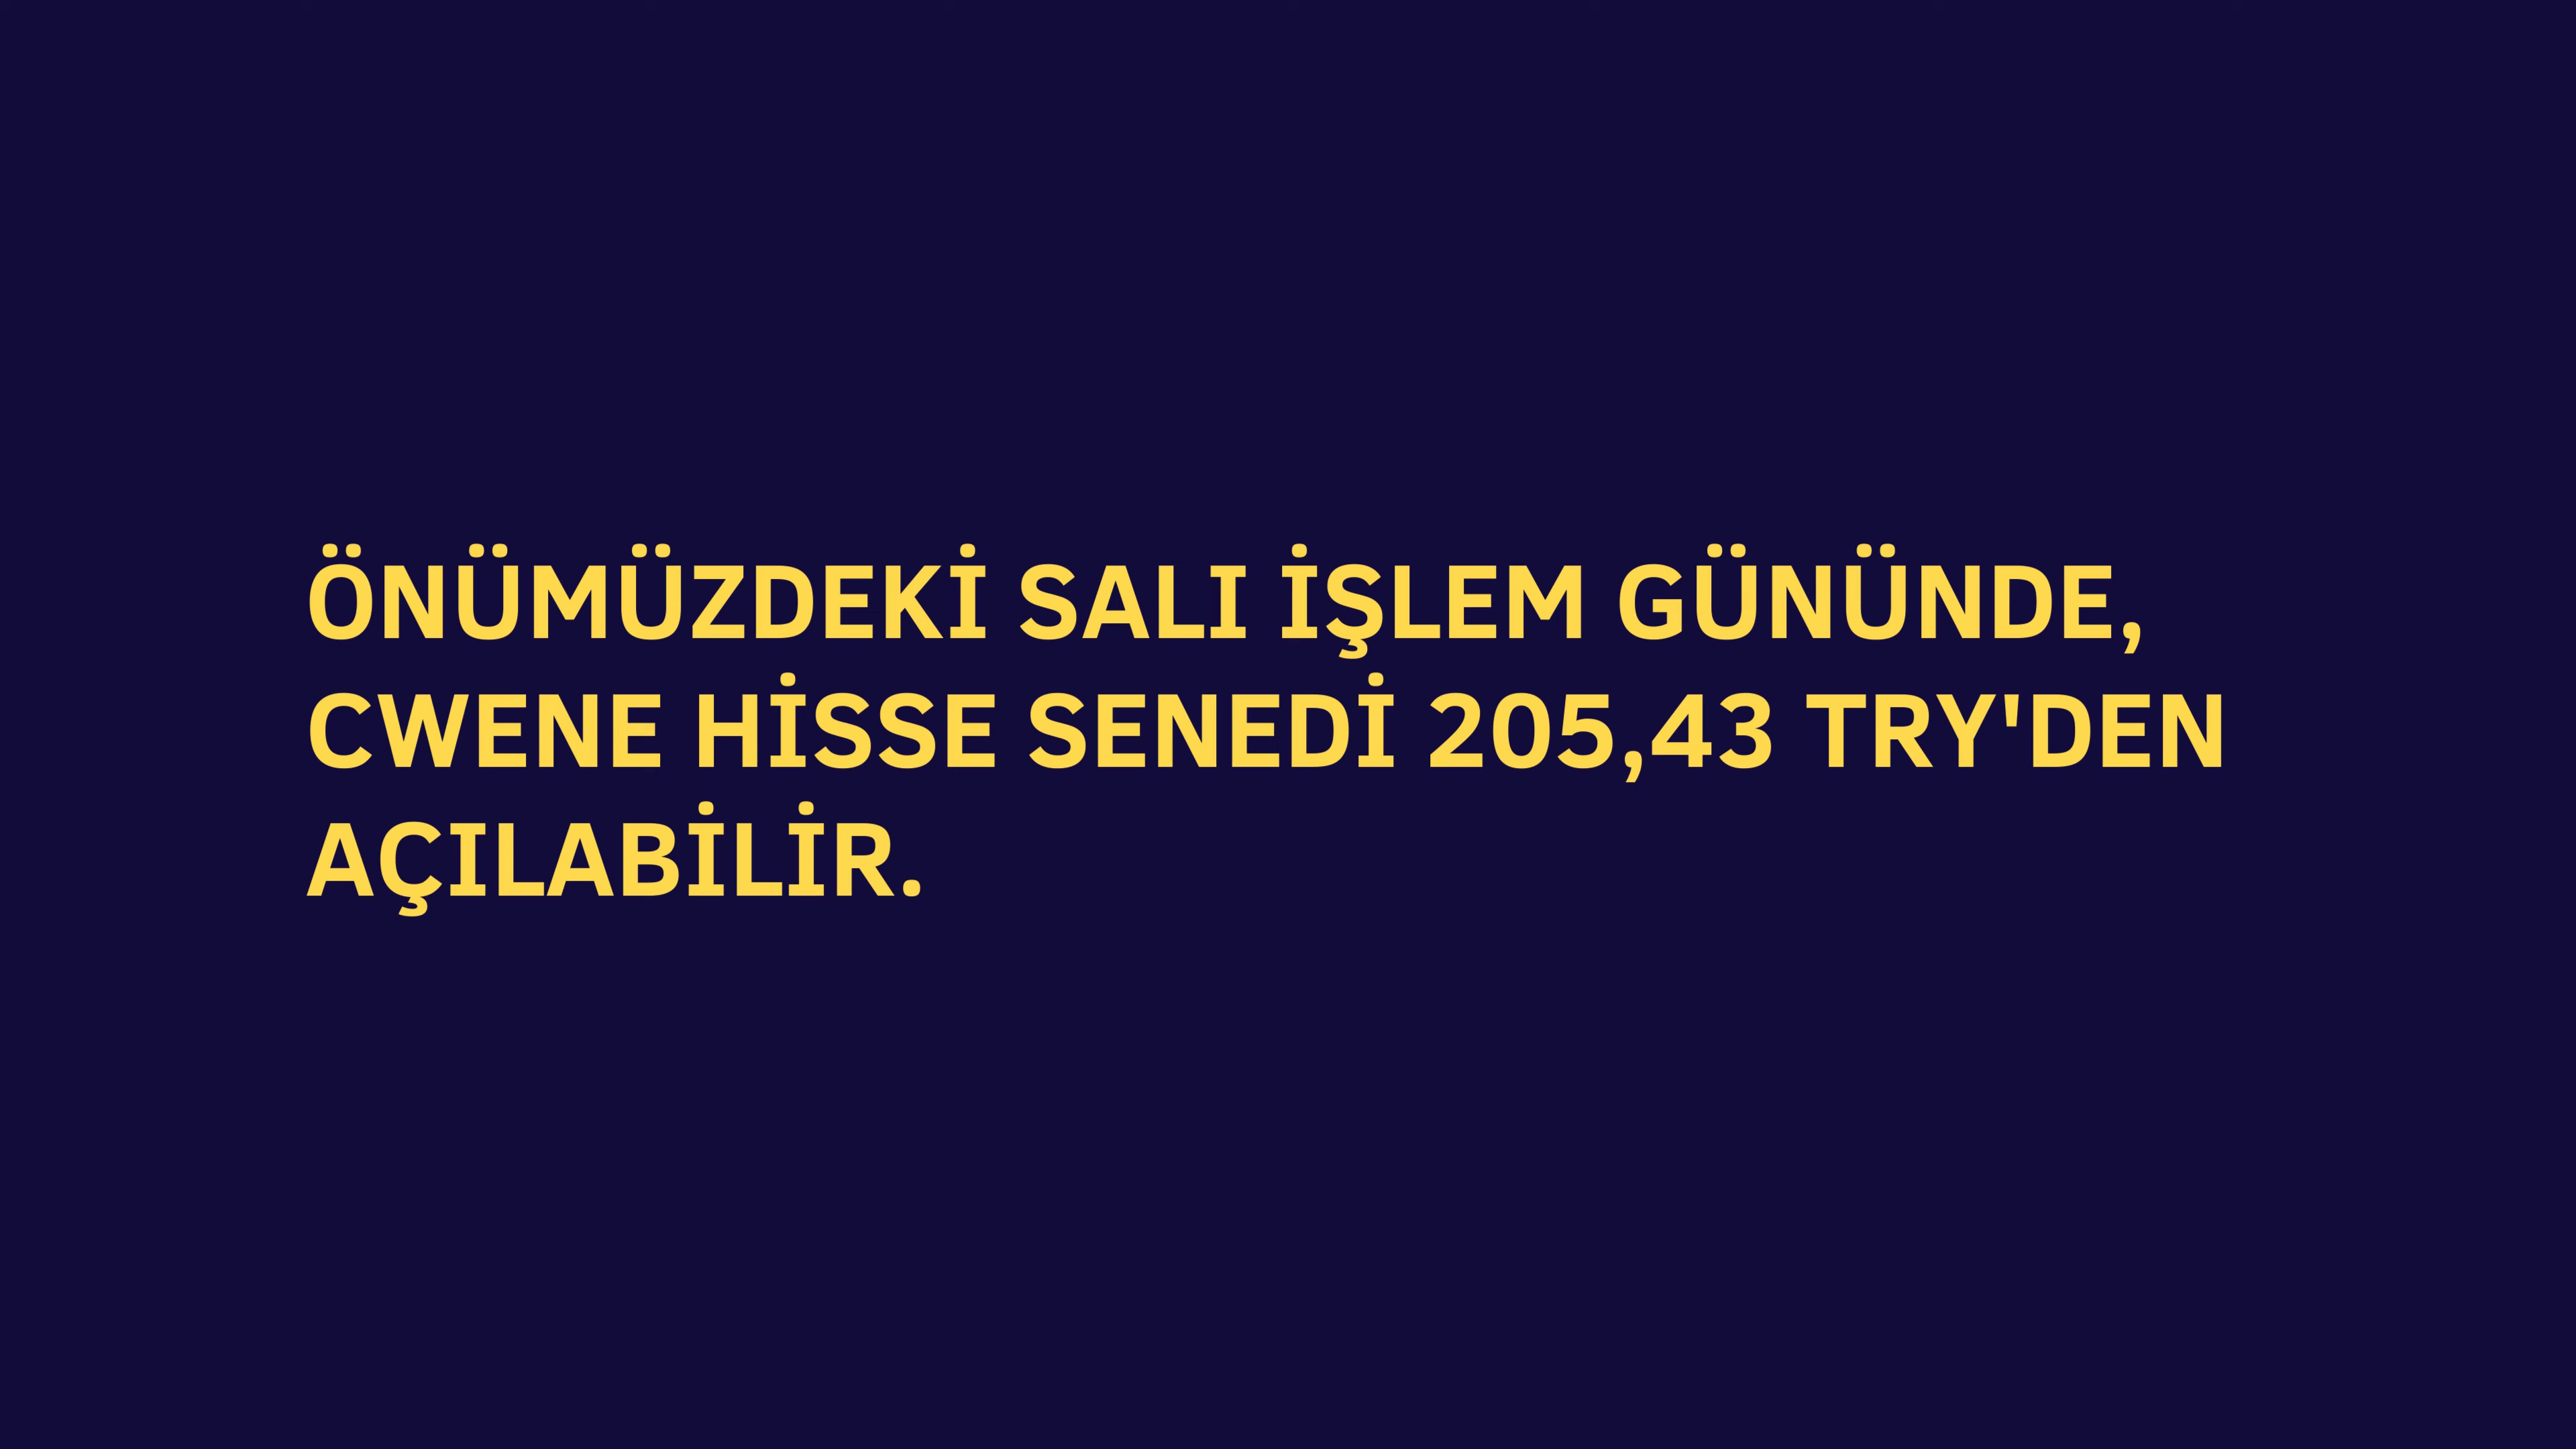 ÖNÜMÜZDEKİ SALI İŞLEM GÜNÜNDE,
CWENE HİSSE SENEDİ 205,43 TRY'DEN
AÇILABİLİR.